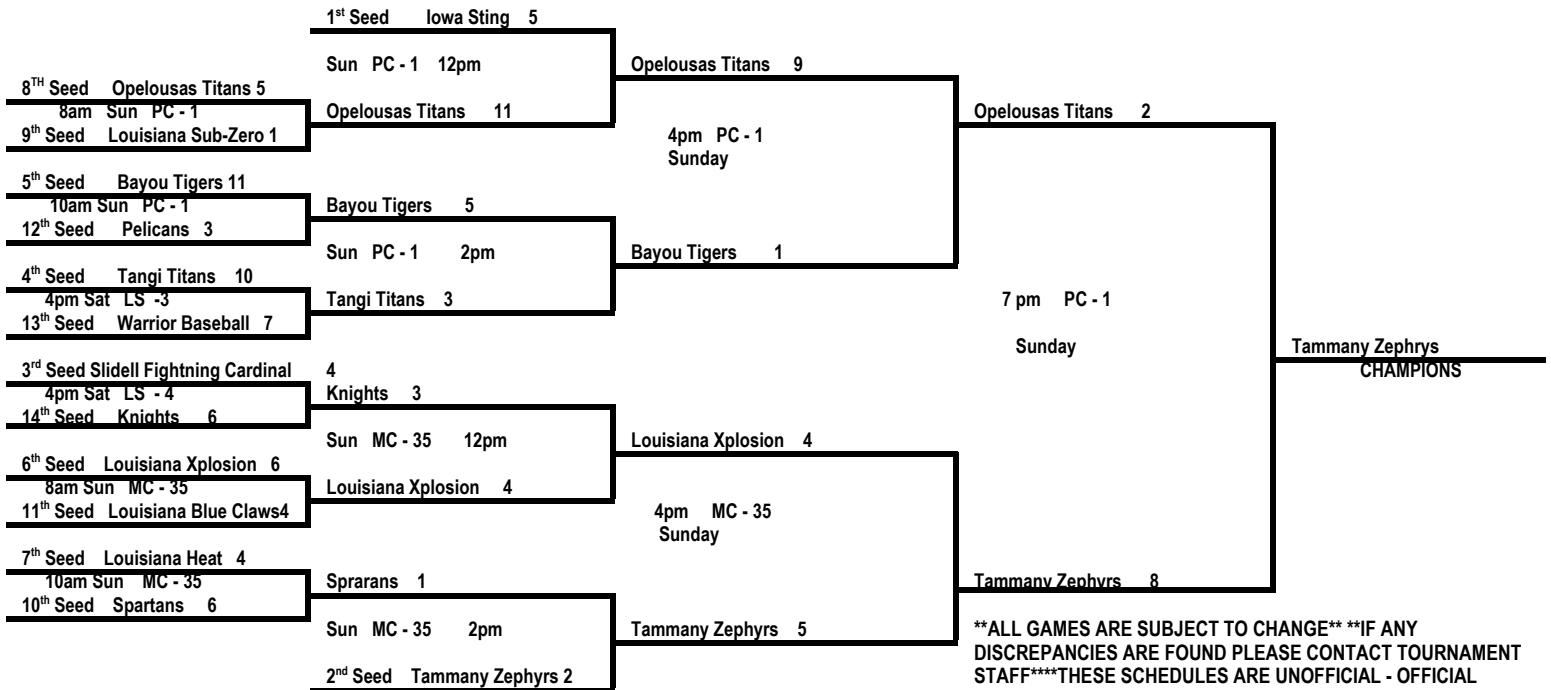 1st Seed Iowa Sting 5
Sun PC - 1 12pm
Opelousas Titans 9
8TH Seed Opelousas Titans 5
8am Sun PC - 1
Opelousas Titans 11
Opelousas Titans 2
9th Seed Louisiana Sub-Zero 1
4pm PC - 1
Sunday
5th Seed Bayou Tigers 11
10am Sun PC - 1
Bayou Tigers 5
12th Seed Pelicans 3
Sun PC - 1 2pm
Bayou Tigers 1
4th Seed Tangi Titans 10
4pm Sat LS -3
Tangi Titans 3
7 pm PC - 1
13th Seed Warrior Baseball 7
Sunday
Tammany Zephrys
CHAMPIONS
3rd Seed Slidell Fightning Cardinal 4
4pm Sat LS - 4
Knights 3
14th Seed Knights 6
Sun MC - 35 12pm
Louisiana Xplosion 4
6th Seed Louisiana Xplosion 6
8am Sun MC - 35
Louisiana Xplosion 4
11th Seed Louisiana Blue Claws4
4pm MC - 35
Sunday
7th Seed Louisiana Heat 4
10am Sun MC - 35
Sprarans 1
Tammany Zephyrs 8
10th Seed Spartans 6
Sun MC - 35 2pm
Tammany Zephyrs 5
2nd Seed Tammany Zephyrs 2
**ALL GAMES ARE SUBJECT TO CHANGE** **IF ANY
DISCREPANCIES ARE FOUND PLEASE CONTACT TOURNAMENT
STAFF****THESE SCHEDULES ARE UNOFFICIAL - OFFICIAL